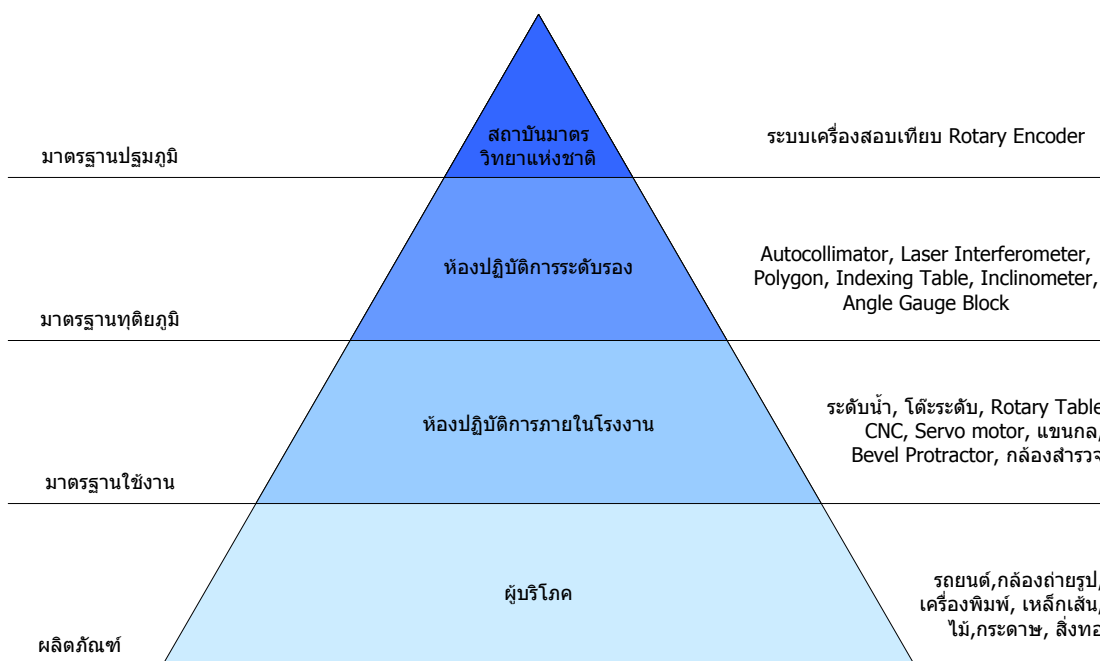 สถาบันมาตร
วิทยาแห่งชาติ
ระบบเครื่องสอบเทียบ Rotary Encoder
มาตรฐานปฐมภูมิ
ห้องปฏิบัติการระดับรอง
Autocollimator, Laser Interferometer,
Polygon, Indexing Table, Inclinometer,
Angle Gauge Block
มาตรฐานทุติยภูมิ
ห้องปฏิบัติการภายในโรงงาน
ระดับน้ำ, โต๊ะระดับ, Rotary Table
CNC, Servo motor, แขนกล,
Bevel Protractor, กล้องสำรวจ
มาตรฐานใช้งาน
ผู้บริโภค
รถยนต์,กล้องถ่ายรูป,
เครื่องพิมพ์, เหล็กเส้น,
ไม้,กระดาษ, สิ่งทอ
ผลิตภัณฑ์